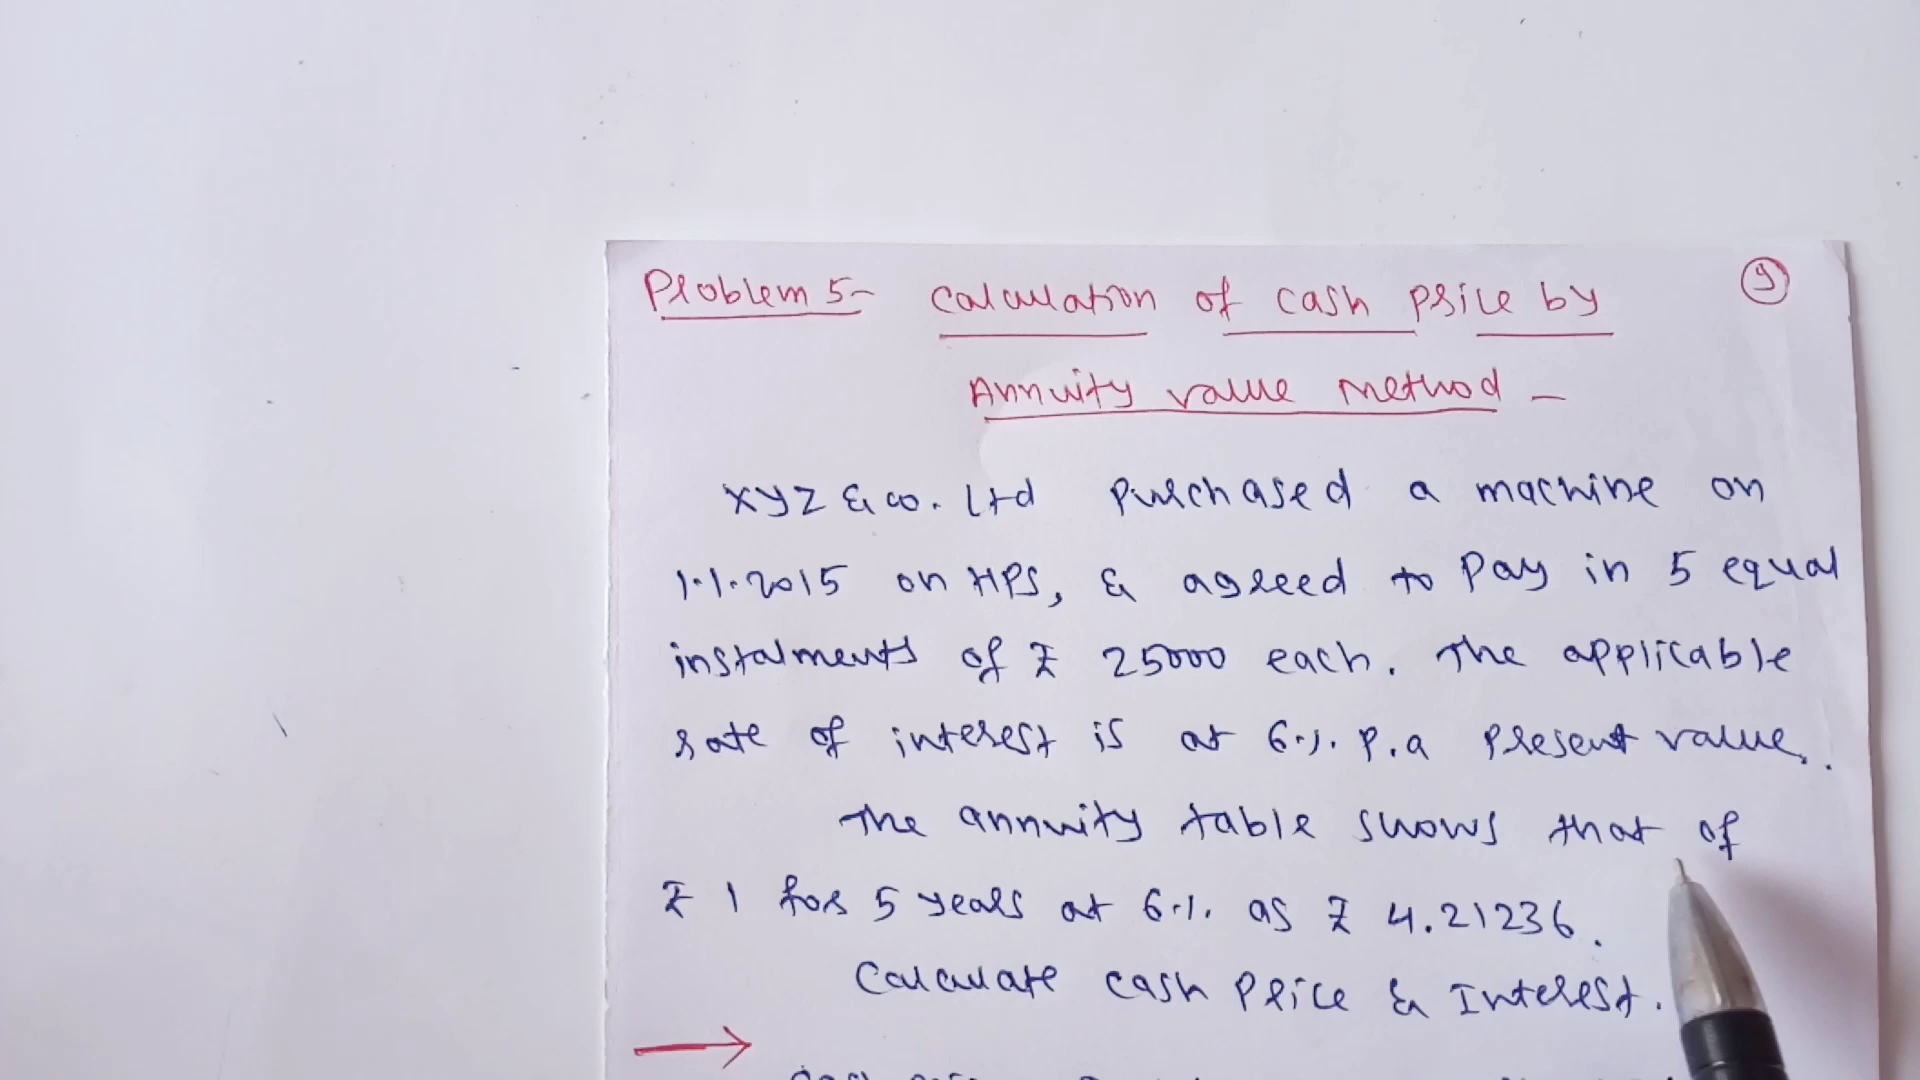 Problem 5- Calculation of cash price by
9
Annuity value method -
XYZ & co. Ltd purchased a machine on
1.1.2015 on HPS, & agreed to pay in 5 equal
instalments of ₹ 25000 each. The applicable
rate of interest is at 6%. p.a present value.
The annuity table shows that of
₹ 1 for 5 years at 6%. as ₹ 4.21236.
Calculate cash price & Interest.